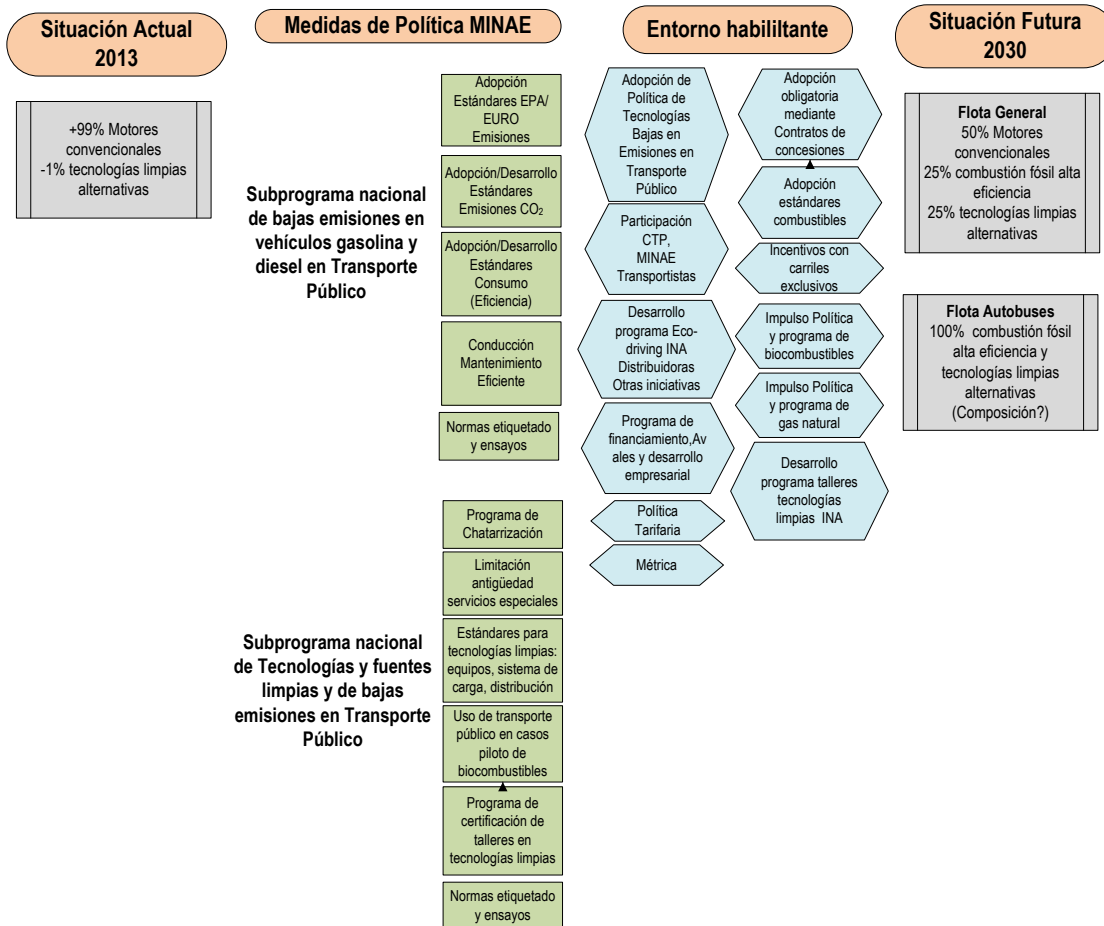 Situación Actual
2013
+99% Motores
convencionales
-1% tecnologías limpias
alternativas
Medidas de Política MINAE
Subprograma nacional
de bajas emisiones en
vehículos gasolina y
diesel en Transporte
Público
Adopción
Estándares EPA/
EURO
Emisiones
Adopción/Desarrollo
Estándares
Emisiones CO2
Adopción/Desarrollo
Estándares
Consumo
(Eficiencia)
Conducción
Mantenimiento
Eficiente
Normas etiquetado
y ensayos
Subprograma nacional
de Tecnologías y fuentes
limpias y de bajas
emisiones en Transporte
Público
Programa de
Chatarrización
Limitación
antigüedad
servicios especiales
Estándares para
tecnologías limpias:
equipos, sistema de
carga, distribución
Uso de transporte
público en casos
piloto de
biocombustibles
Programa de
certificación de
talleres en
tecnologías limpias
Normas etiquetado
y ensayos
Entorno habililtante
Adopción de
Política de
Tecnologías
Bajas en
Emisiones en
Transporte
Público
Participación
CTP,
MINAE
Transportistas
Desarrollo
programa Eco-
driving INA
Distribuidoras
Otras iniciativas
Programa de
financiamiento,Av
ales y desarrollo
empresarial
Política
Tarifaria
Métrica
Adopción
obligatoria
mediante
Contratos de
concesiones
Adopción
estándares
combustibles
Incentivos con
carriles
exclusivos
Impulso Política
y programa de
biocombustibles
Impulso Política
y programa de
gas natural
Desarrollo
programa talleres
tecnologías
limpias INA
Situación Futura
2030
Flota General
50% Motores
convencionales
25% combustión fósil alta
eficiencia
25% tecnologías limpias
alternativas
Flota Autobuses
100% combustión fósil
alta eficiencia y
tecnologías limpias
alternativas
(Composición?)